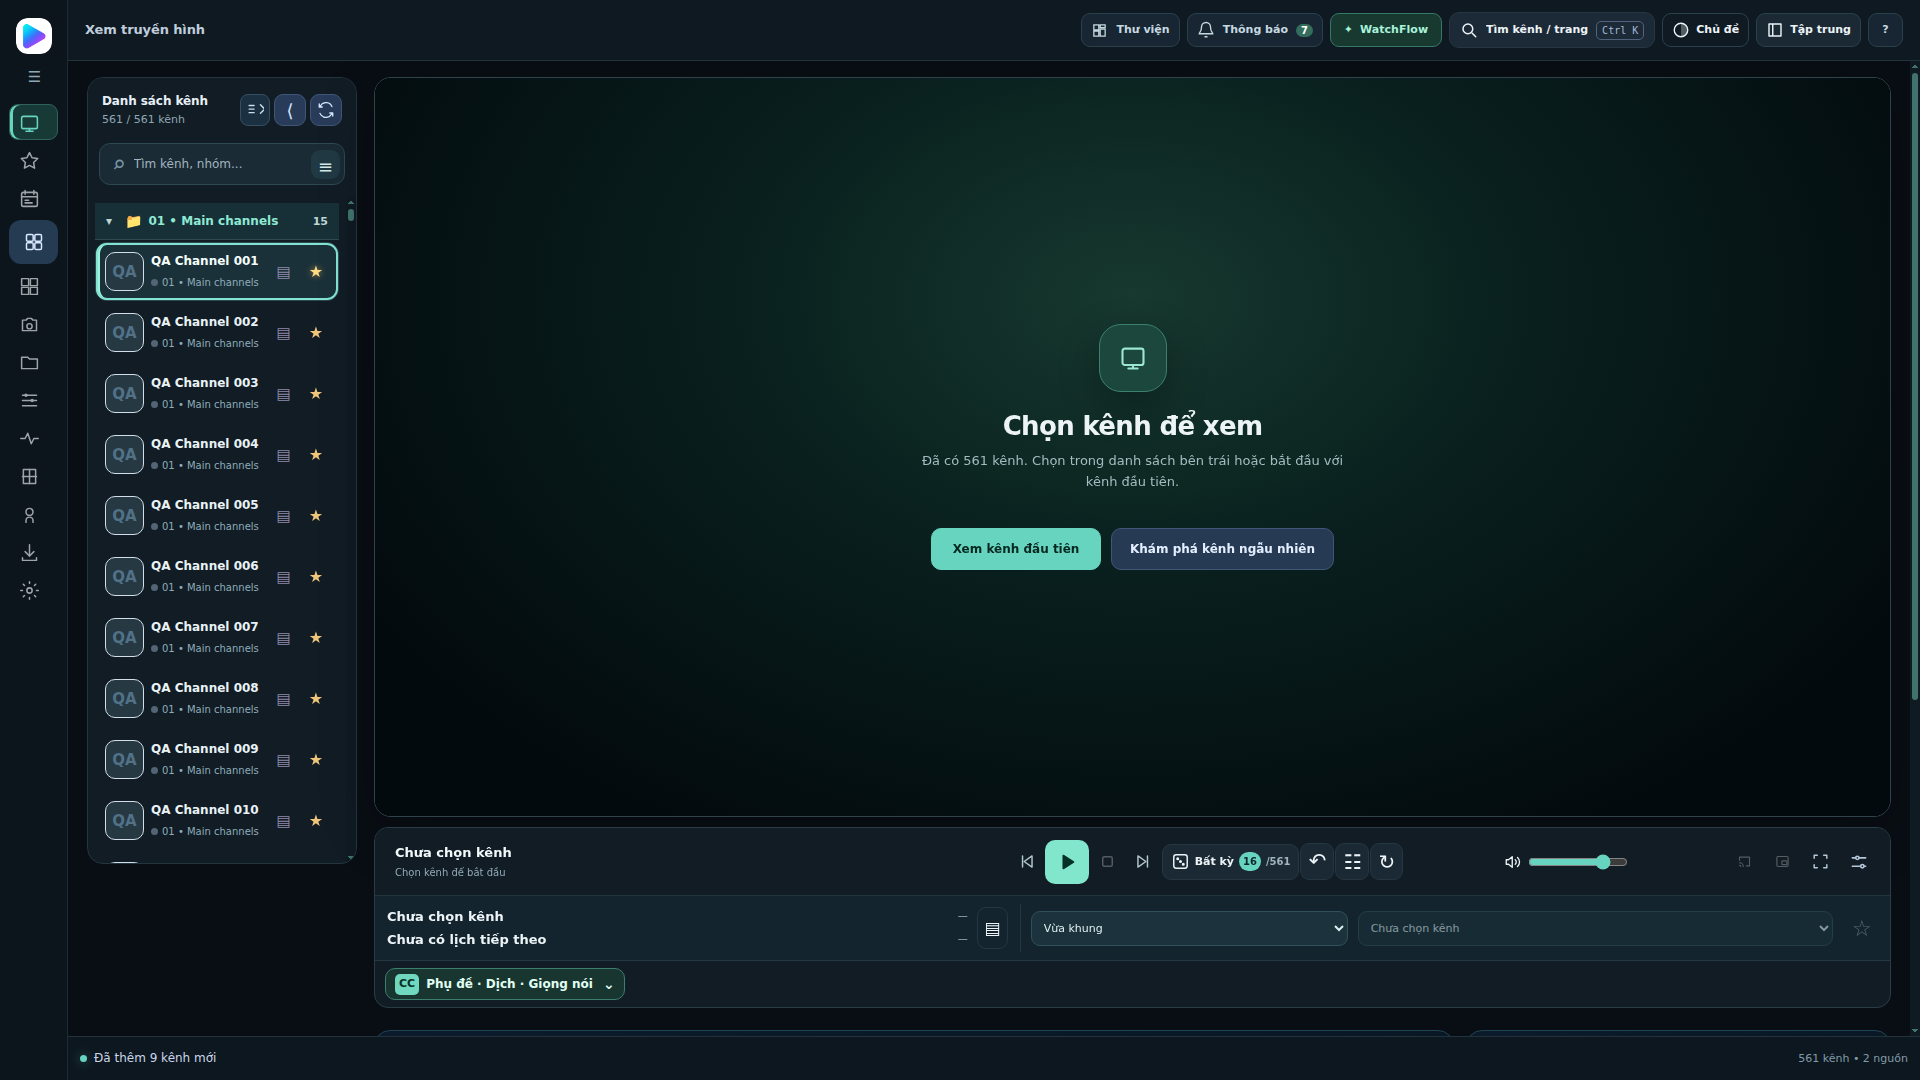 Xem truyền hình
Thư viện
Thông báo 7
WatchFlow
Tìm kênh / trang Ctrl K
Chủ đề
Tập trung
?
Danh sách kênh
561 / 561 kênh
Tìm kênh, nhóm...
01 • Main channels 15
QA QA Channel 001
01 • Main channels
QA QA Channel 002
01 • Main channels
QA QA Channel 003
01 • Main channels
QA QA Channel 004
01 • Main channels
QA QA Channel 005
01 • Main channels
QA QA Channel 006
01 • Main channels
QA QA Channel 007
01 • Main channels
QA QA Channel 008
01 • Main channels
QA QA Channel 009
01 • Main channels
QA QA Channel 010
01 • Main channels
Chọn kênh để xem
Đã có 561 kênh. Chọn trong danh sách bên trái hoặc bắt đầu với
kênh đầu tiên.
Xem kênh đầu tiên
Khám phá kênh ngẫu nhiên
Chưa chọn kênh
Chọn kênh để bắt đầu
Bất kỳ 16 /561
Chưa chọn kênh —
Chưa có lịch tiếp theo —
Vừa khung
Chưa chọn kênh
CC Phụ đề · Dịch · Giọng nói
Đã thêm 9 kênh mới
561 kênh • 2 nguồn